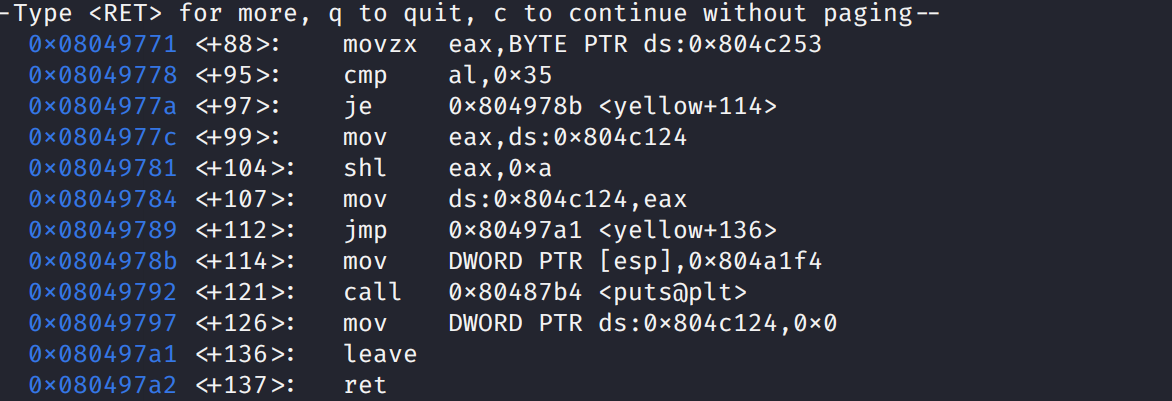 -Type <RET> for more, q to quit, c to continue without paging--
0x08049771 <+88>: movzx eax,BYTE PTR ds:0x804c253
0x08049778 <+95>: cmp al,0x35
0x0804977a <+97>: je 0x804978b <yellow+114>
0x0804977c <+99>: mov eax,ds:0x804c124
0x08049781 <+104>: shl eax,0xa
0x08049784 <+107>: mov ds:0x804c124,eax
0x08049789 <+112>: jmp 0x80497a1 <yellow+136>
0x0804978b <+114>: mov DWORD PTR [esp],0x804a1f4
0x08049792 <+121>: call 0x80487b4 <puts@plt>
0x08049797 <+126>: mov DWORD PTR ds:0x804c124,0x0
0x080497a1 <+136>: leave
0x080497a2 <+137>: ret